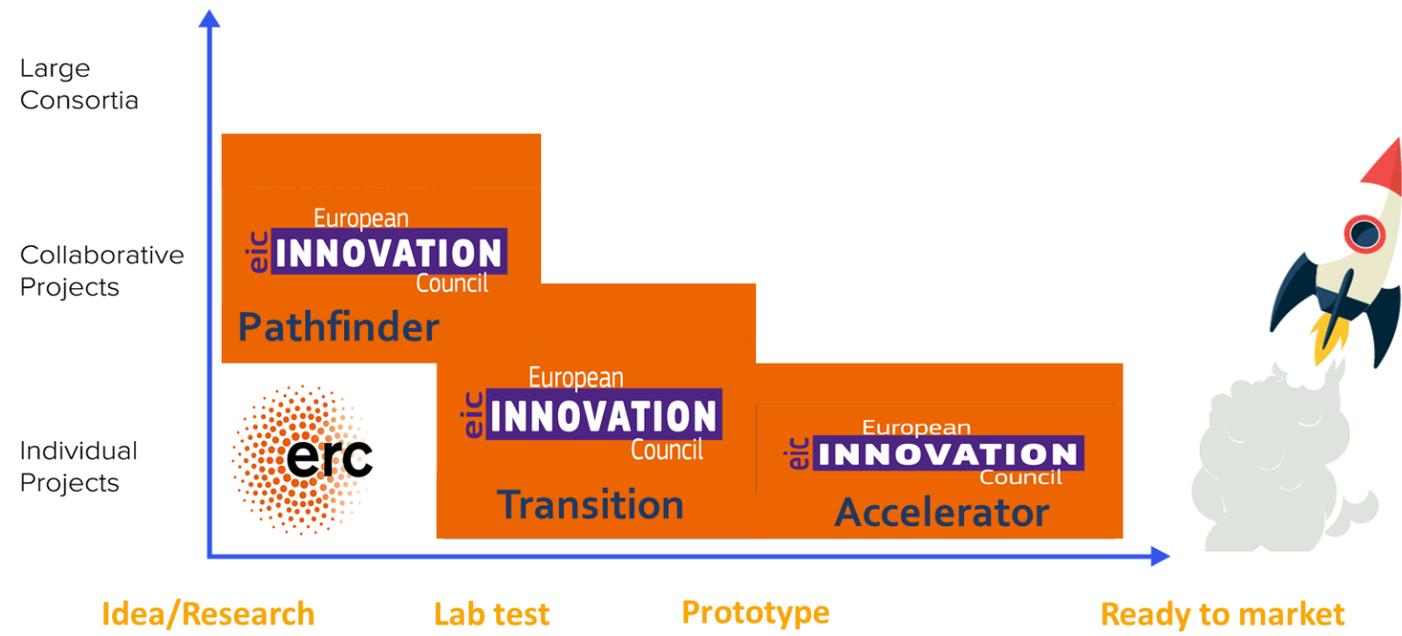 Large
Consortia
Collaborative
Projects
Individual
Projects
European
eic INNOVATION
Council
Pathfinder
erc
European
eic INNOVATION
Council
Transition
European
eic INNOVATION
Council
Accelerator
Idea/Research
Lab test
Prototype
Ready to market